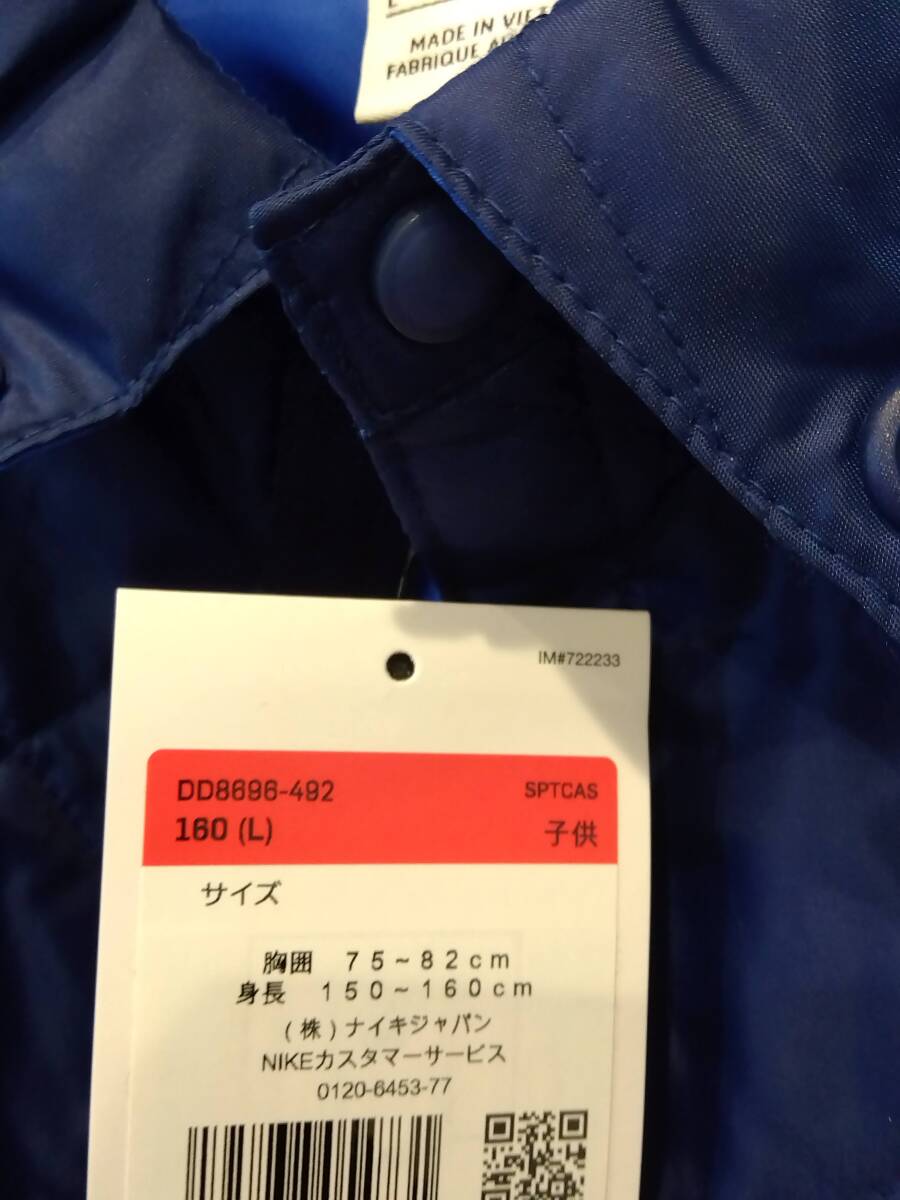 MADE IN
FABRIQUE
IM#722233
DD8696-492
SPTCAS
160 (L)
子供
サイズ
胸囲 75~82cm
身長 150~160cm
(株)ナイキジャパン
NIKEカスタマーサービス
0120-6453-77